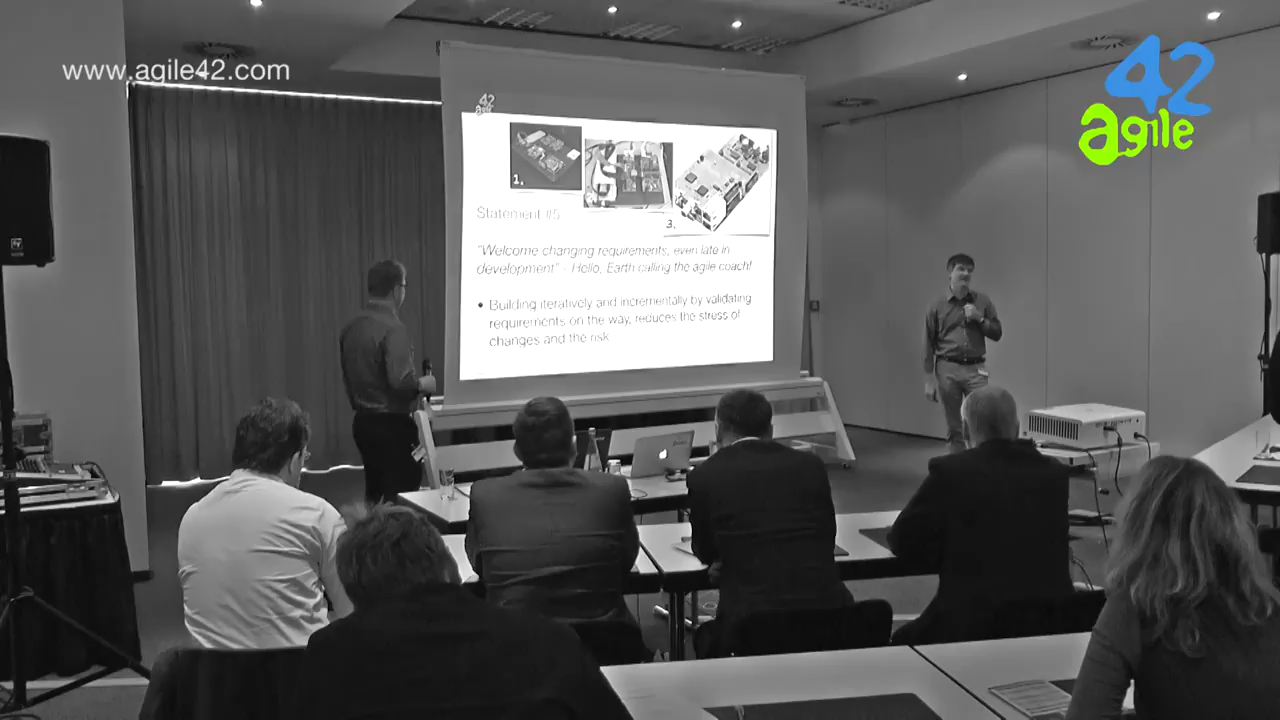 www.agile42.com
42
agile
42
agile
1.
3.
Statement #5
"Welcome changing requirements, even late in
development" - Hello, Earth calling the agile coach!
• Building iteratively and incrementally by validating
requirements on the way, reduces the stress of
changes and the risk